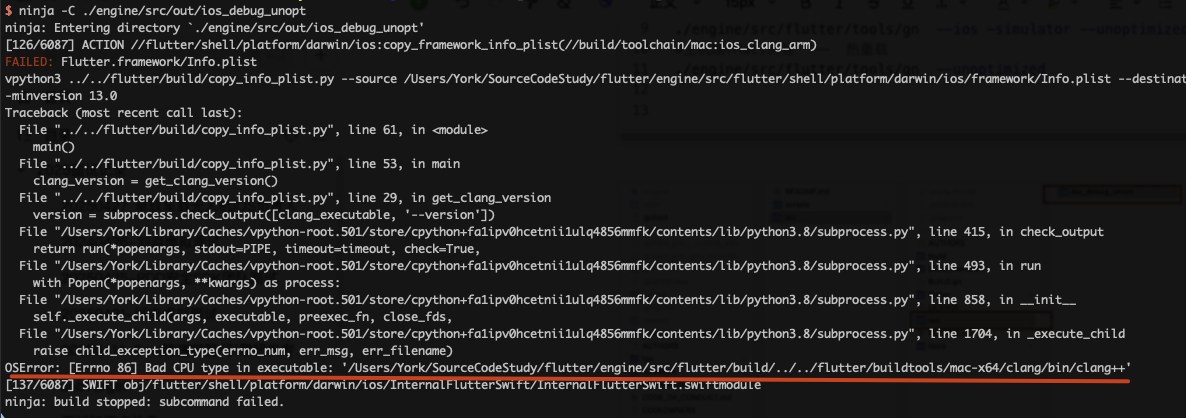 $ ninja -C ./engine/src/out/ios_debug_unopt
ninja: Entering directory `./engine/src/out/ios_debug_unopt'
[126/6087] ACTION //flutter/shell/platform/darwin/ios:copy_framework_info_plist(//build/toolchain/mac:ios_clang_arm)
FAILED: Flutter.framework/Info.plist
vpython3 ../../flutter/build/copy_info_plist.py --source /Users/York/SourceCodeStudy/flutter/engine/src/flutter/shell/platform/darwin/ios/framework/Info.plist --destinat
-minversion 13.0
Traceback (most recent call last):
  File "../../flutter/build/copy_info_plist.py", line 61, in <module>
    main()
  File "../../flutter/build/copy_info_plist.py", line 53, in main
    clang_version = get_clang_version()
  File "../../flutter/build/copy_info_plist.py", line 29, in get_clang_version
    version = subprocess.check_output([clang_executable, '--version'])
  File "/Users/York/Library/Caches/vpython-root.501/store/cpython+fa1ipv0hcetnii1ulq4856mmfk/contents/lib/python3.8/subprocess.py", line 415, in check_output
    return run(*popenargs, stdout=PIPE, timeout=timeout, check=True,
  File "/Users/York/Library/Caches/vpython-root.501/store/cpython+fa1ipv0hcetnii1ulq4856mmfk/contents/lib/python3.8/subprocess.py", line 493, in run
    with Popen(*popenargs, **kwargs) as process:
  File "/Users/York/Library/Caches/vpython-root.501/store/cpython+fa1ipv0hcetnii1ulq4856mmfk/contents/lib/python3.8/subprocess.py", line 858, in __init__
    self._execute_child(args, executable, preexec_fn, close_fds,
  File "/Users/York/Library/Caches/vpython-root.501/store/cpython+fa1ipv0hcetnii1ulq4856mmfk/contents/lib/python3.8/subprocess.py", line 1704, in _execute_child
    raise child_exception_type(errno_num, err_msg, err_filename)
OSError: [Errno 86] Bad CPU type in executable: '/Users/York/SourceCodeStudy/flutter/engine/src/flutter/build/../../flutter/buildtools/mac-x64/clang/bin/clang++'
[137/6087] SWIFT obj/flutter/shell/platform/darwin/ios/InternalFlutterSwift/InternalFlutterSwift.swiftmodule
ninja: build stopped: subcommand failed.